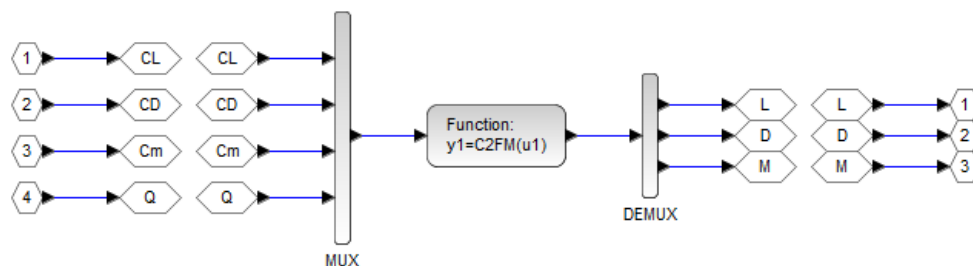 1 CL CL
2 CD CD
3 Cm Cm
4 Q Q
MUX
Function:
y1=C2FM(u1)
L L 1
D D 2
M M 3
DEMUX